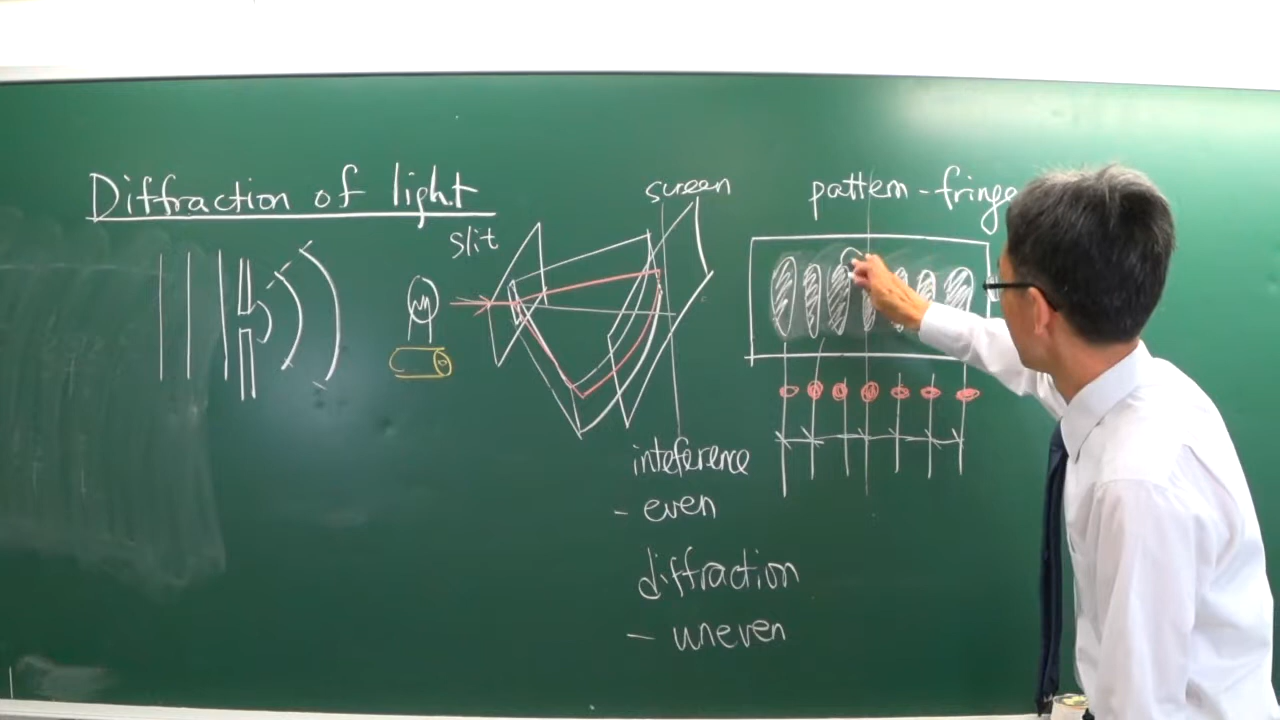 Diffraction of light
slit
screen
pattern - fringe
inteference
- even
diffraction
- uneven